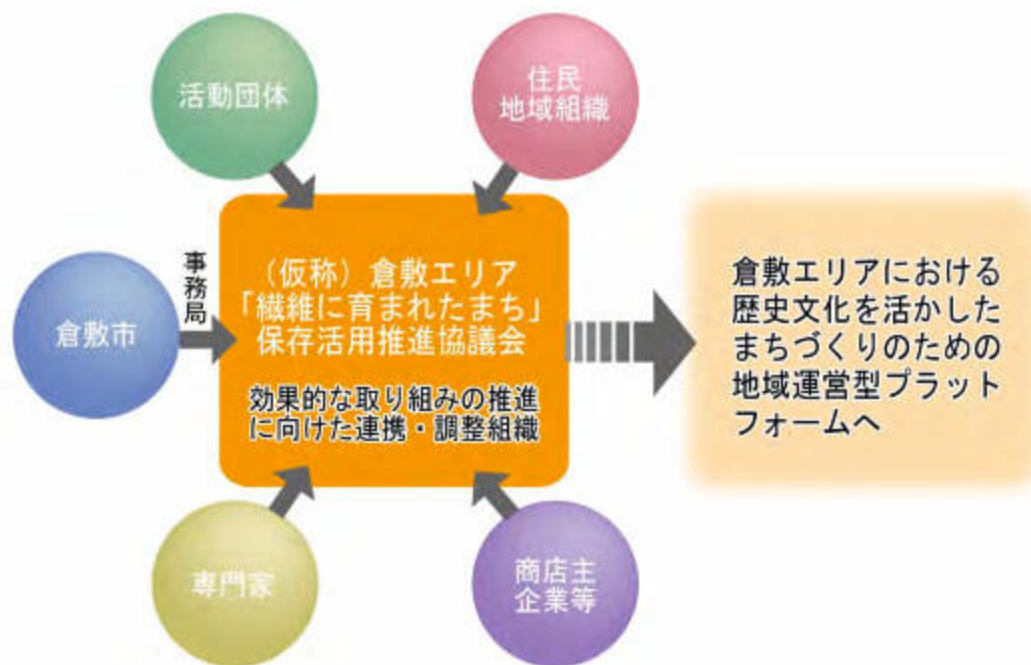 活動団体
住民
地域組織
倉敷市
事務局
（仮称）倉敷エリア
「繊維に育まれたまち」
保存活用推進協議会
効果的な取り組みの推進
に向けた連携・調整組織
倉敷エリアにおける
歴史文化を活かした
まちづくりのための
地域運営型プラット
フォームへ
専門家
商店主
企業等